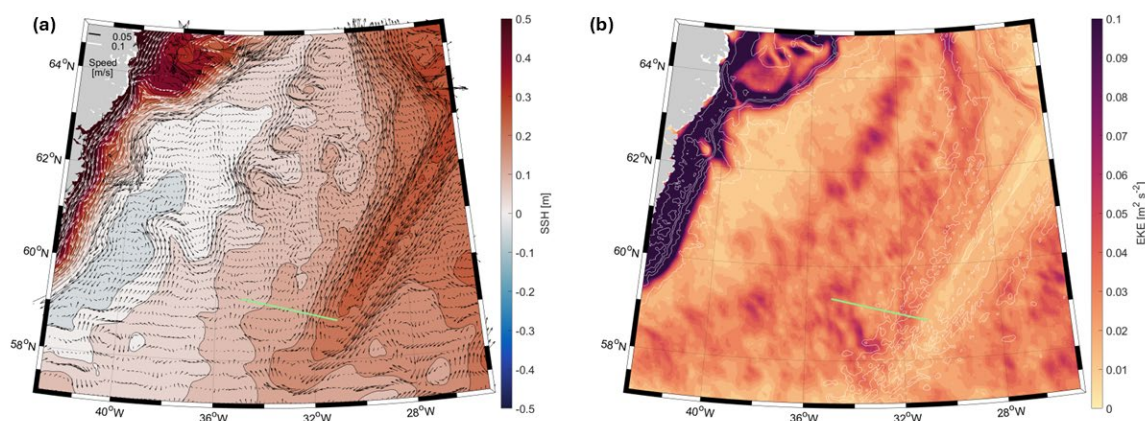 (a)
0.05
0.1
Speed
[m/s]
64°N
62°N
60°N
58°N
40°W
36°W
32°W
28°W
0.5
0.4
0.3
0.2
0.1
0
-0.1
-0.2
-0.3
-0.4
-0.5
SSH [m]
(b)
64°N
62°N
60°N
58°N
40°W
36°W
32°W
28°W
0.1
0.09
0.08
0.07
0.06
0.05
0.04
0.03
0.02
0.01
0
EKE [m² s⁻²]